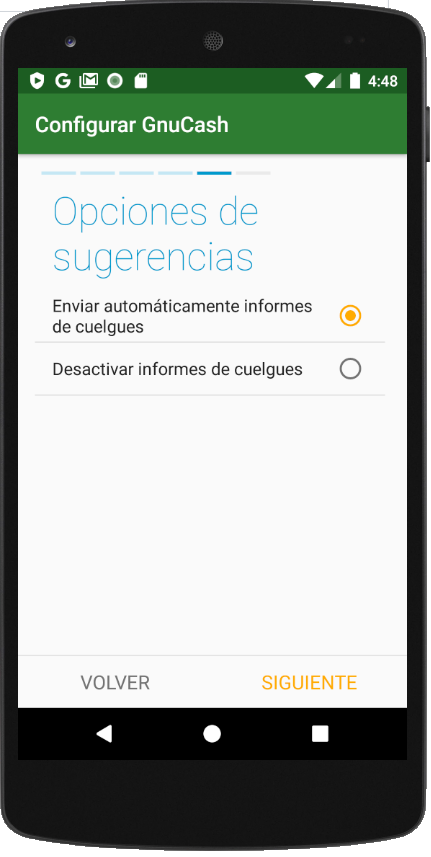 4:48
Configurar GnuCash
Opciones de
sugerencias
Enviar automáticamente informes
de cuelgues
Desactivar informes de cuelgues
VOLVER
SIGUIENTE